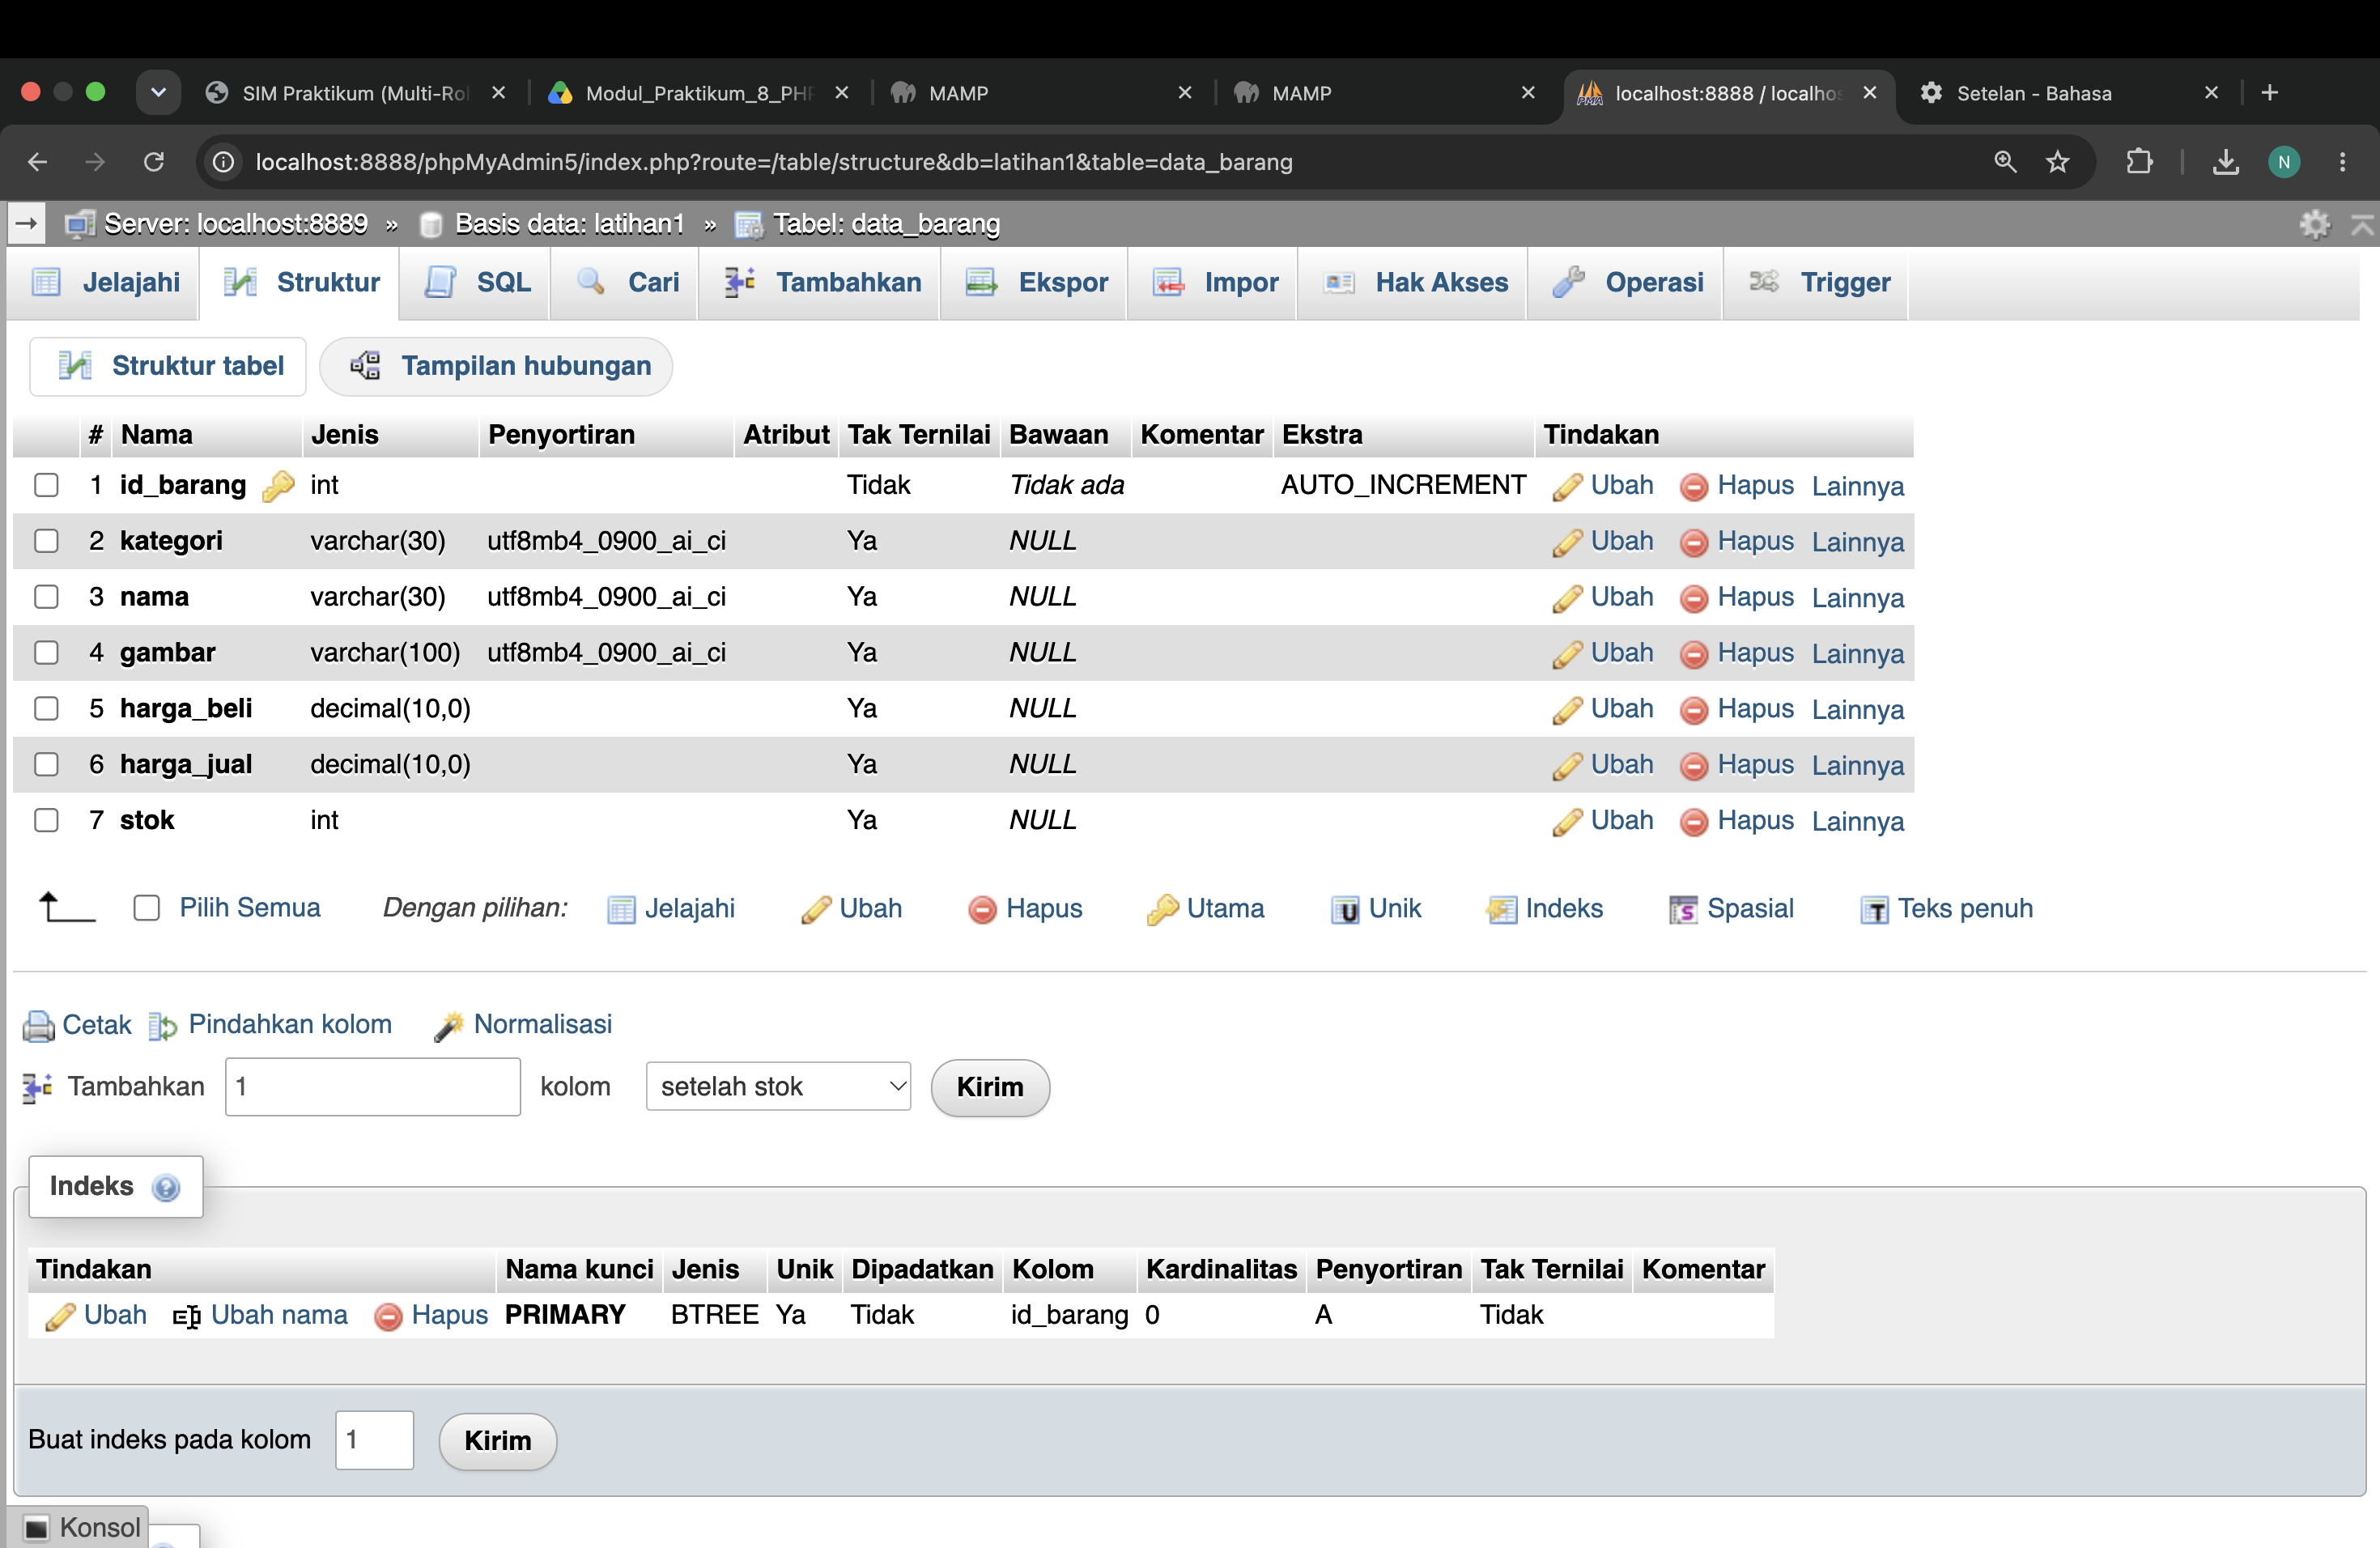 SIM Praktikum (Multi-Rol
Modul_Praktikum_8_PHP
MAMP
MAMP
localhost:8888 / localhos
Setelan - Bahasa
localhost:8888/phpMyAdmin5/index.php?route=/table/structure&db=latihan1&table=data_barang
N
Server: localhost:8889 » Basis data: latihan1 » Tabel: data_barang
Jelajahi Struktur SQL Cari Tambahkan Ekspor Impor Hak Akses Operasi Trigger
Struktur tabel Tampilan hubungan
# Nama Jenis Penyortiran Atribut Tak Ternilai Bawaan Komentar Ekstra Tindakan
1 id_barang int Tidak Tidak ada AUTO_INCREMENT Ubah Hapus Lainnya
2 kategori varchar(30) utf8mb4_0900_ai_ci Ya NULL Ubah Hapus Lainnya
3 nama varchar(30) utf8mb4_0900_ai_ci Ya NULL Ubah Hapus Lainnya
4 gambar varchar(100) utf8mb4_0900_ai_ci Ya NULL Ubah Hapus Lainnya
5 harga_beli decimal(10,0) Ya NULL Ubah Hapus Lainnya
6 harga_jual decimal(10,0) Ya NULL Ubah Hapus Lainnya
7 stok int Ya NULL Ubah Hapus Lainnya
Pilih Semua Dengan pilihan: Jelajahi Ubah Hapus Utama Unik Indeks Spasial Teks penuh
Cetak Pindahkan kolom Normalisasi
Tambahkan 1 kolom setelah stok Kirim
Indeks
Tindakan Nama kunci Jenis Unik Dipadatkan Kolom Kardinalitas Penyortiran Tak Ternilai Komentar
Ubah Ubah nama Hapus PRIMARY BTREE Ya Tidak id_barang 0 A Tidak
Buat indeks pada kolom 1 Kirim
Konsol